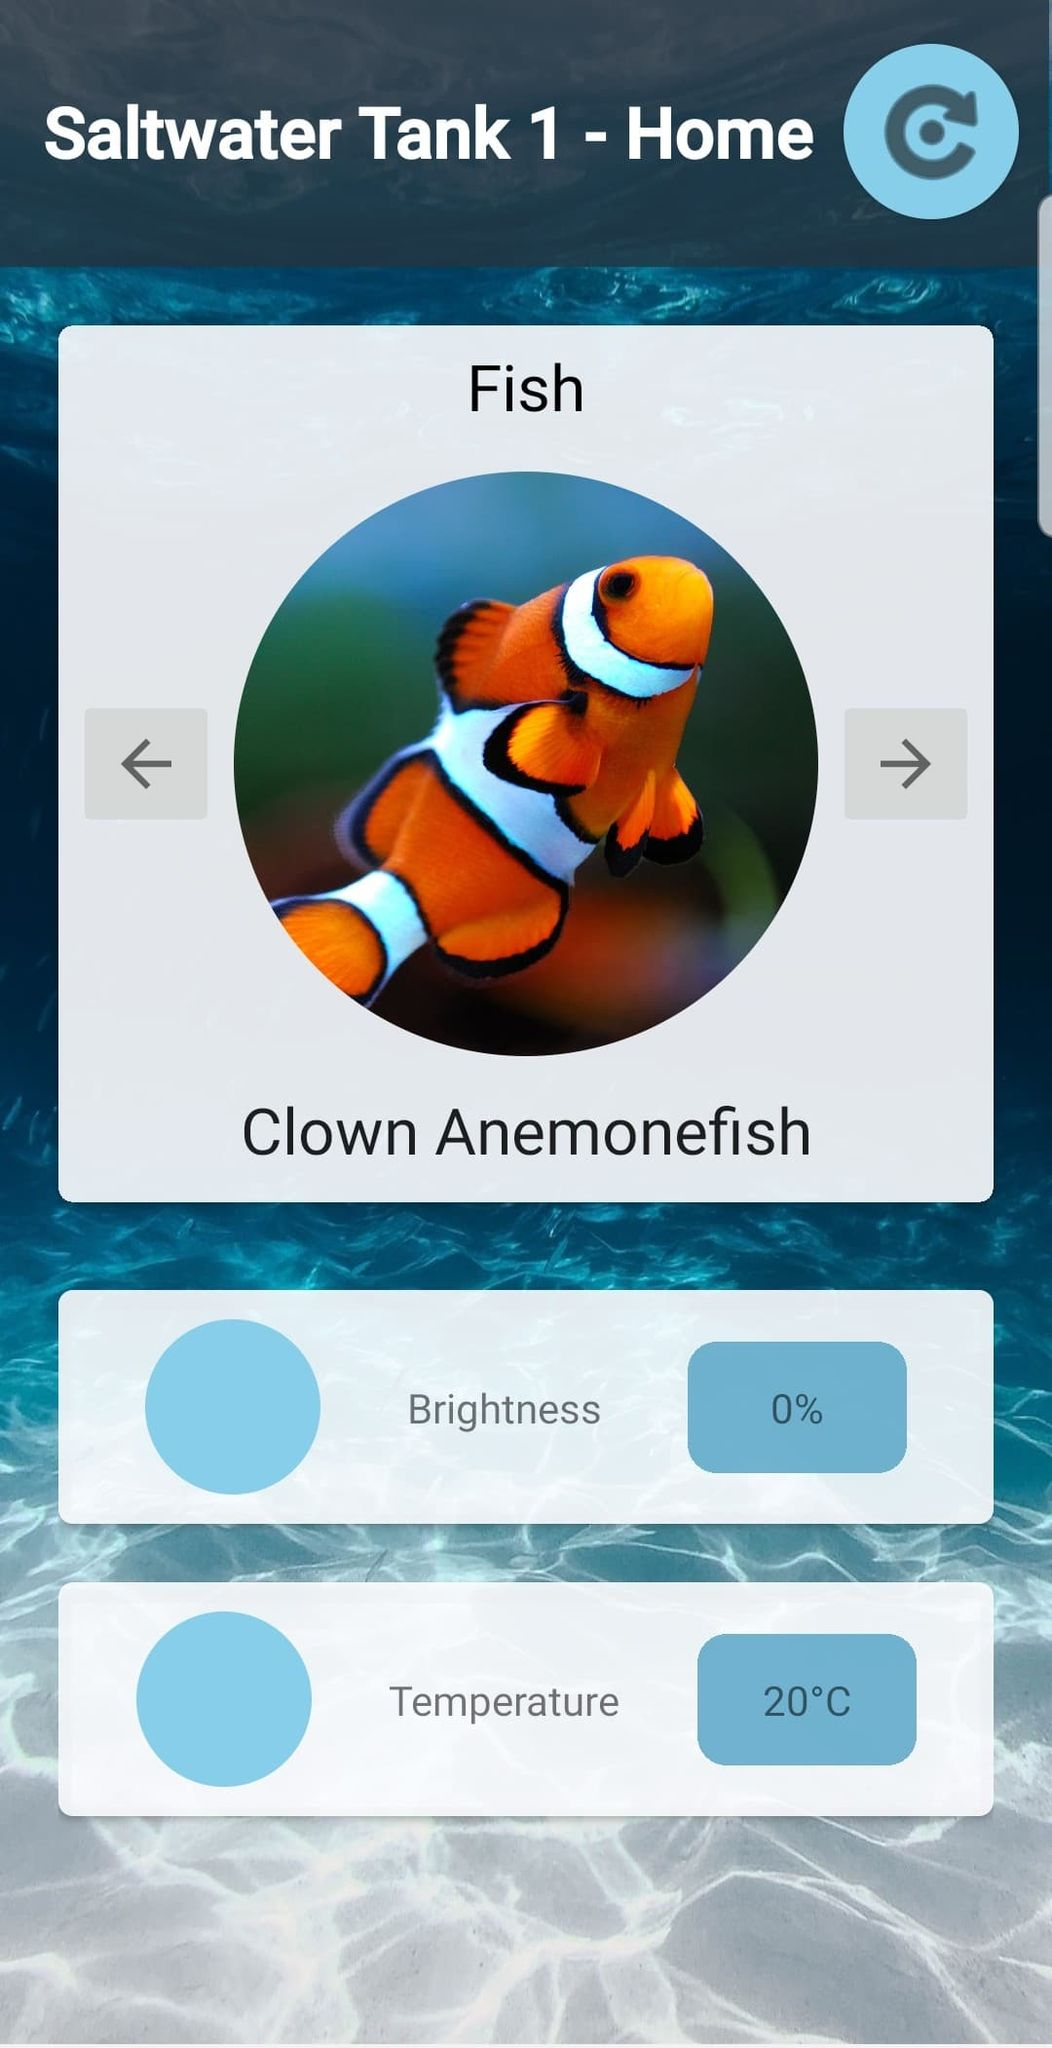 Saltwater Tank 1 - Home
Fish
Clown Anemonefish
Brightness 0%
Temperature 20°C